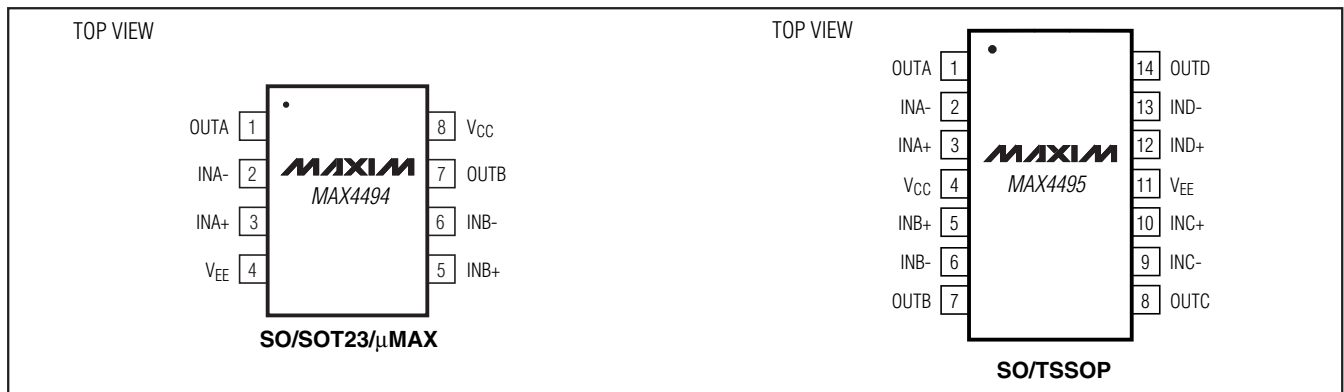 TOP VIEW
OUTA 1
INA- 2
INA+ 3
VEE 4
8 VCC
7 OUTB
6 INB-
5 INB+
MAXIM
MAX4494
SO/SOT23/μMAX
TOP VIEW
OUTA 1
INA- 2
INA+ 3
VCC 4
INB+ 5
INB- 6
OUTB 7
14 OUTD
13 IND-
12 IND+
11 VEE
10 INC+
9 INC-
8 OUTC
MAXIM
MAX4495
SO/TSSOP